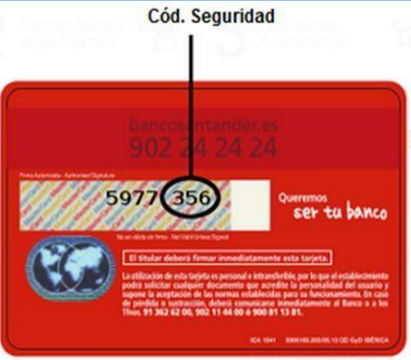 Cód. Seguridad
bancosantander.es
902 24 24 24
Firma Autorizada - Authorised Signature
5977 356
Queremos
ser tu banco
No es válida sin firma - Not Valid Unless Signed
El titular deberá firmar inmediatamente esta tarjeta.
La utilización de esta tarjeta es personal e intransferible, por lo que el establecimiento
podrá solicitar cualquier documento que acredite la personalidad del usuario y
supone la aceptación de las normas establecidas para su funcionamiento. En caso
de pérdida o sustracción, deberá comunicarse inmediatamente al Banco o a los
Tfnos. 91 362 62 00, 902 11 44 00 ó 900 81 13 81.
ICA 1041